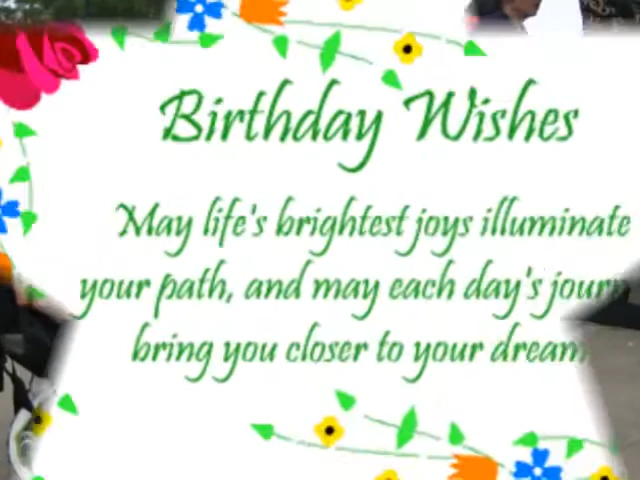 Birthday Wishes
May life's brightest joys illuminate
your path, and may each day's journ
bring you closer to your dream